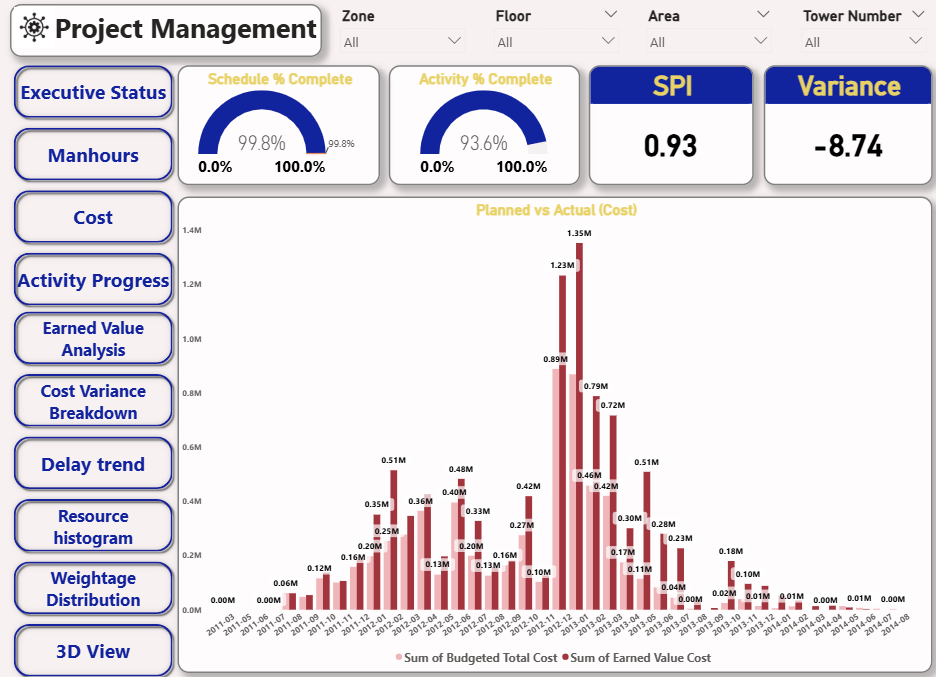 Project Management
Zone
Floor
Area
Tower Number
All
All
All
All
Executive Status
Manhours
Cost
Activity Progress
Earned Value
Analysis
Cost Variance
Breakdown
Delay trend
Resource
histogram
Weightage
Distribution
3D View
Schedule % Complete
99.8%
99.8%
0.0%
100.0%
Activity % Complete
93.6%
0.0%
100.0%
SPI
0.93
Variance
-8.74
Planned vs Actual (Cost)
1.4M
1.2M
1.0M
0.8M
0.6M
0.4M
0.2M
0.0M
0.00M
0.00M
0.06M
0.12M
0.16M
0.20M
0.35M
0.25M
0.51M
0.36M
0.13M
0.40M
0.48M
0.20M
0.33M
0.13M
0.16M
0.27M
0.42M
0.10M
0.89M
1.23M
1.35M
0.46M
0.79M
0.42M
0.72M
0.17M
0.30M
0.11M
0.51M
0.28M
0.04M
0.23M
0.00M
0.02M
0.18M
0.10M
0.01M
0.01M
0.00M
0.01M
0.00M
2011-03
2011-05
2011-06
2011-07
2011-08
2011-09
2011-10
2011-11
2011-12
2012-01
2012-02
2012-03
2012-04
2012-05
2012-06
2012-07
2012-08
2012-09
2012-10
2012-11
2012-12
2013-01
2013-02
2013-03
2013-04
2013-05
2013-06
2013-07
2013-08
2013-09
2013-10
2013-11
2013-12
2014-01
2014-02
2014-03
2014-04
2014-05
2014-06
2014-07
2014-08
Sum of Budgeted Total Cost
Sum of Earned Value Cost